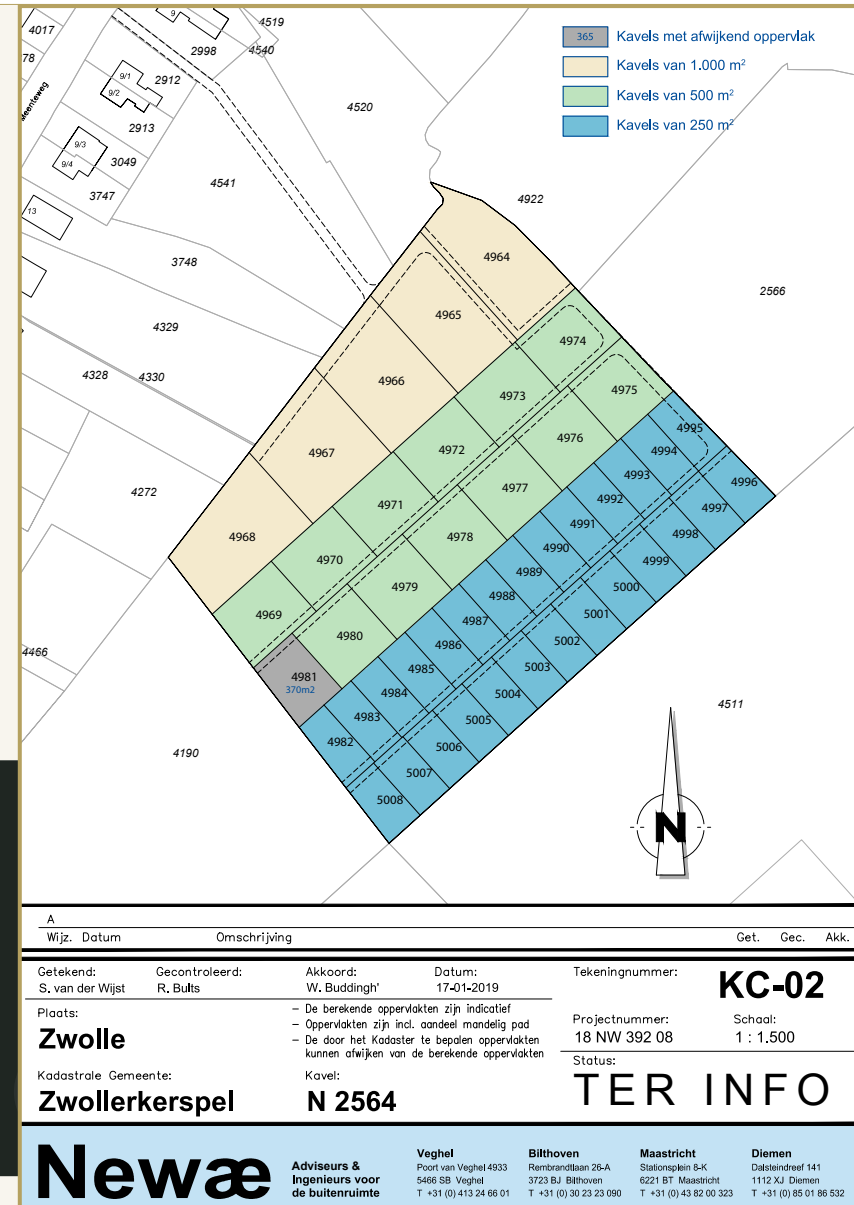 9
4519
4017
2998
4540
78
9/1
2912
9/2
4520
2913
9/3
3049
9/4
4541
3747
13
4922
3748
4329
2566
4328
4330
4272
4466
4190
4511
365 Kavels met afwijkend oppervlak
Kavels van 1.000 m²
Kavels van 500 m²
Kavels van 250 m²
4964
4965
4966
4967
4968
4974
4973
4972
4971
4970
4969
4975
4976
4977
4978
4979
4980
4981
370m2
4995
4994
4993
4992
4991
4990
4989
4988
4987
4986
4985
4984
4983
4982
4996
4997
4998
4999
5000
5001
5002
5003
5004
5005
5006
5007
5008
N
A
Wijz. Datum Omschrijving Get. Gec. Akk.
Getekend: Gecontroleerd: Akkoord: Datum:
S. van der Wijst R. Bults W. Buddingh' 17-01-2019
Tekeningnummer: KC-02
Plaats:
Zwolle
– De berekende oppervlakten zijn indicatief
– Oppervlakten zijn incl. aandeel mandelig pad
– De door het Kadaster te bepalen oppervlakten
kunnen afwijken van de berekende oppervlakten
Projectnummer: Schaal:
18 NW 392 08 1 : 1.500
Kadastrale Gemeente: Kavel:
Zwollerkerspel N 2564
Status:
TER INFO
Newæ
Adviseurs &
Ingenieurs voor
de buitenruimte
Veghel
Poort van Veghel 4933
5466 SB Veghel
T +31 (0) 413 24 66 01
Bilthoven
Rembrandtlaan 26-A
3723 BJ Bilthoven
T +31 (0) 30 23 23 090
Maastricht
Stationsplein 8-K
6221 BT Maastricht
T +31 (0) 43 82 00 323
Diemen
Dalsteindreef 141
1112 XJ Diemen
T +31 (0) 85 01 86 532